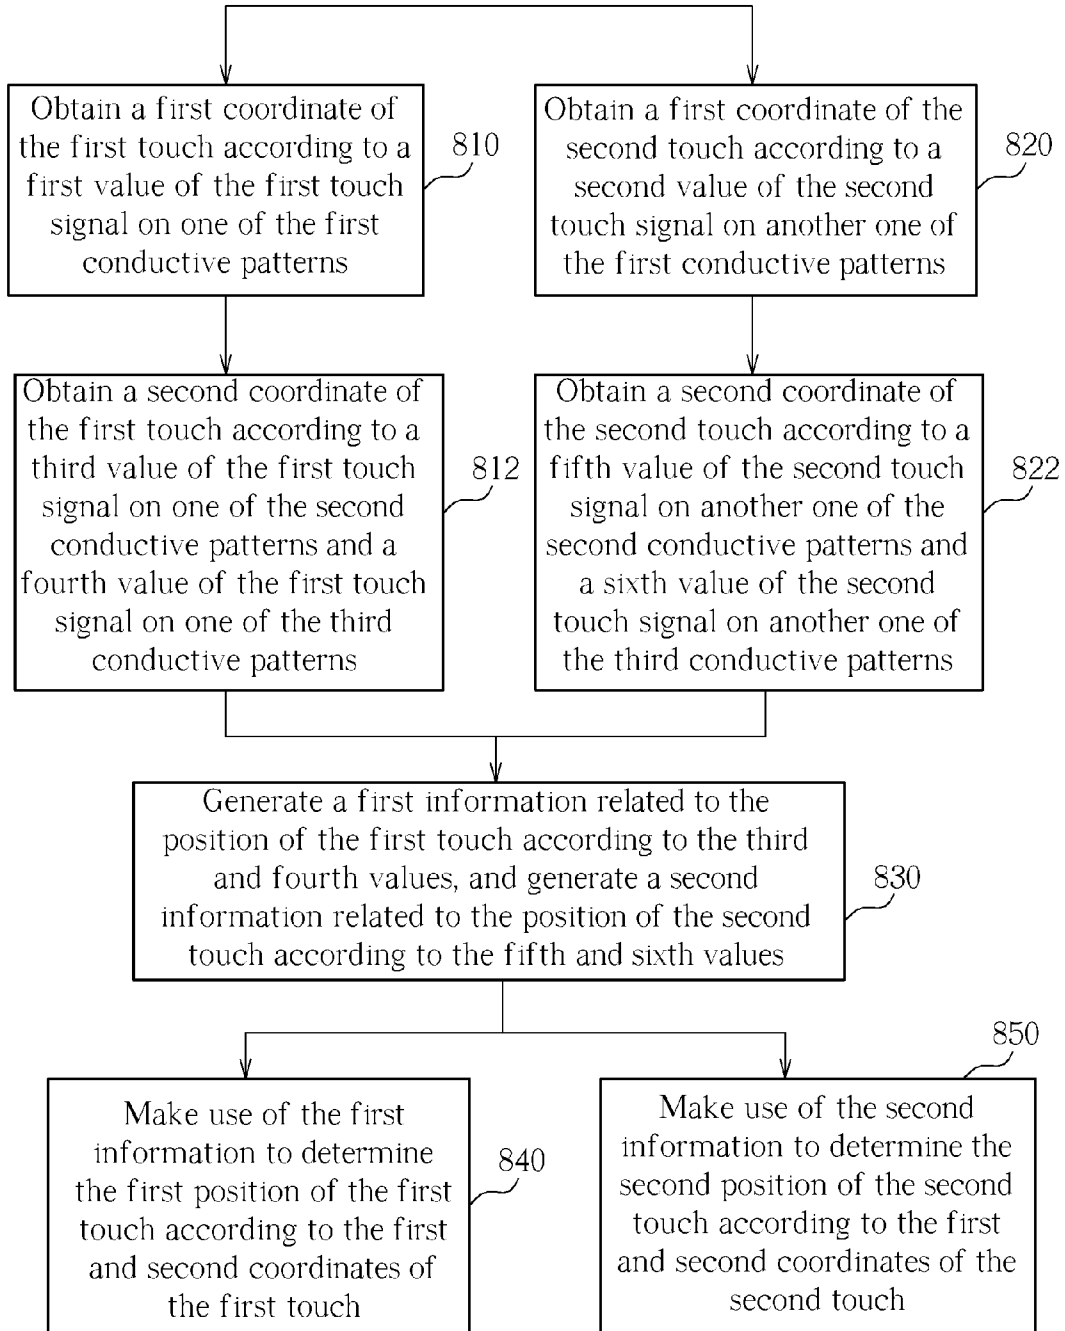 Obtain a first coordinate of
the first touch according to a
first value of the first touch
signal on one of the first
conductive patterns
810
Obtain a first coordinate of the
second touch according to a
second value of the second
touch signal on another one of
the first conductive patterns
820
Obtain a second coordinate of
the first touch according to a
third value of the first touch
signal on one of the second
conductive patterns and a
fourth value of the first touch
signal on one of the third
conductive patterns
812
Obtain a second coordinate of
the second touch according to a
fifth value of the second touch
signal on another one of the
second conductive patterns and
a sixth value of the second
touch signal on another one of
the third conductive patterns
822
Generate a first information related to the
position of the first touch according to the third
and fourth values, and generate a second
information related to the position of the second
touch according to the fifth and sixth values
830
Make use of the first
information to determine
the first position of the first
touch according to the first
and second coordinates of
the first touch
840
850
Make use of the second
information to determine the
second position of the second
touch according to the first
and second coordinates of the
second touch